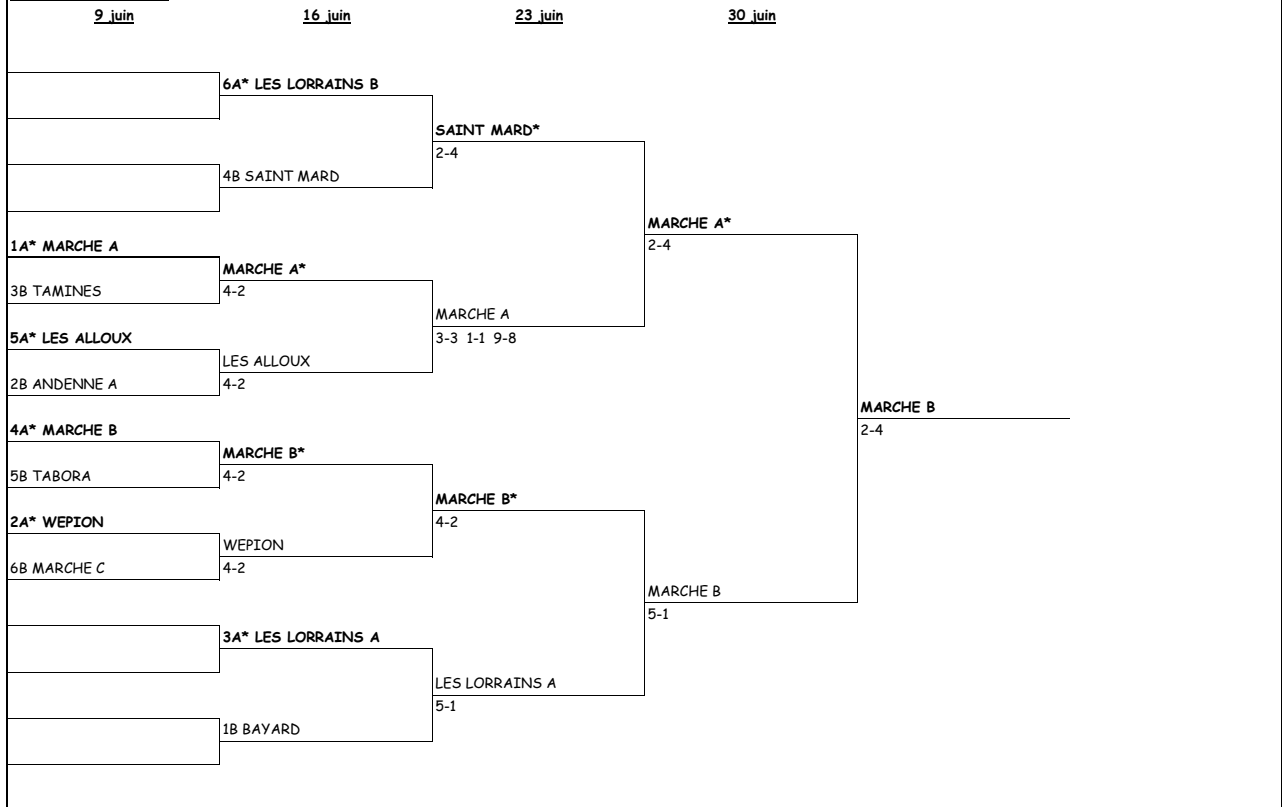 9 juin 16 juin 23 juin 30 juin
6A* LES LORRAINS B
SAINT MARD*
2-4
4B SAINT MARD
MARCHE A*
2-4
1A* MARCHE A
MARCHE A*
4-2
3B TAMINES
MARCHE A
3-3 1-1 9-8
5A* LES ALLOUX
LES ALLOUX
4-2
2B ANDENNE A
MARCHE B
2-4
4A* MARCHE B
MARCHE B*
4-2
5B TABORA
MARCHE B*
4-2
2A* WEPION
WEPION
4-2
6B MARCHE C
MARCHE B
5-1
3A* LES LORRAINS A
LES LORRAINS A
5-1
1B BAYARD